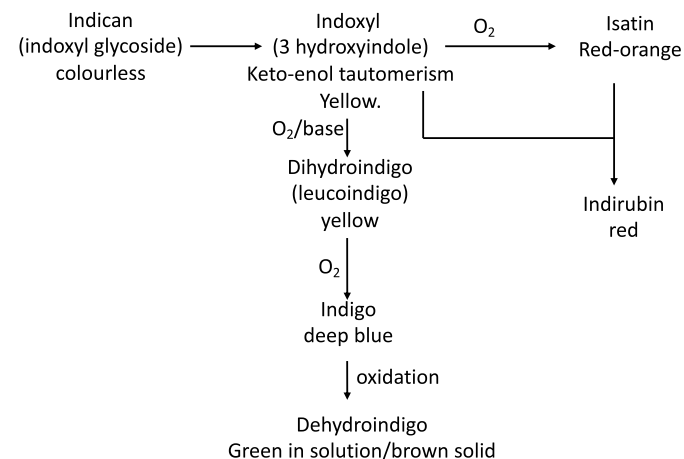 Indican
(indoxyl glycoside)
colourless
Indoxyl
(3 hydroxyindole)
Keto-enol tautomerism
Yellow.
O₂
Isatin
Red-orange
O₂/base
Dihydroindigo
(leucoindigo)
yellow
Indirubin
red
O₂
Indigo
deep blue
oxidation
Dehydroindigo
Green in solution/brown solid